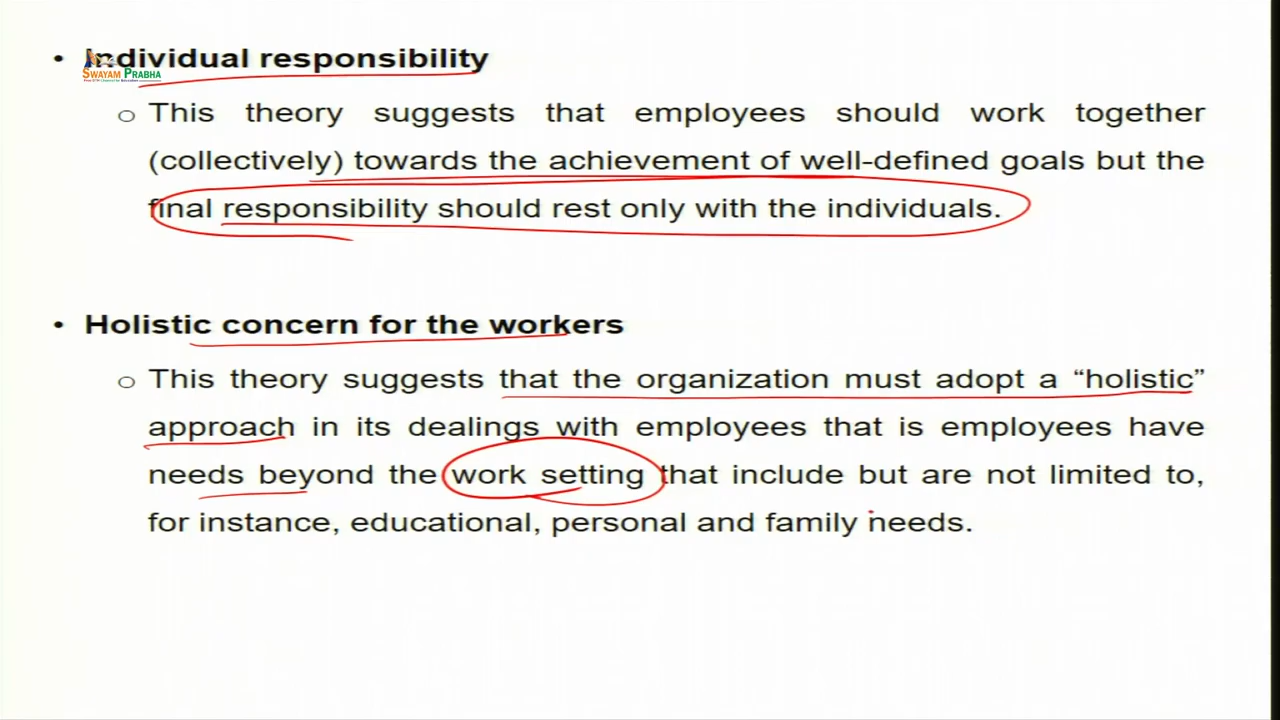 • Individual responsibility
SWAYAM PRABHA
o This theory suggests that employees should work together
(collectively) towards the achievement of well-defined goals but the
final responsibility should rest only with the individuals.
• Holistic concern for the workers
o This theory suggests that the organization must adopt a “holistic”
approach in its dealings with employees that is employees have
needs beyond the work setting that include but are not limited to,
for instance, educational, personal and family needs.